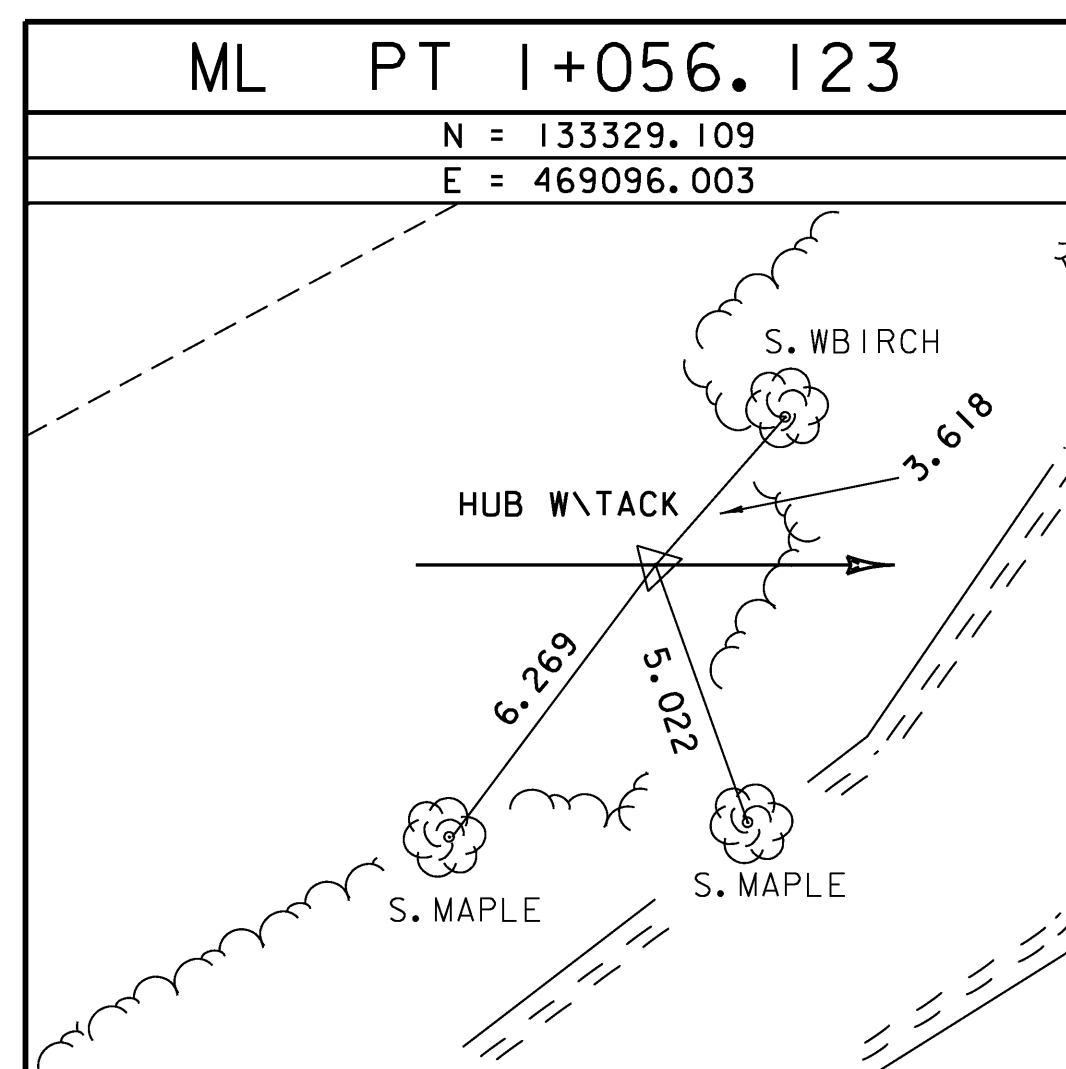 ML PT 1+056.123
N = 133329.109
E = 469096.003
S. WBIRCH
3.618
HUB W\TACK
6.269
5.022
S. MAPLE
S. MAPLE